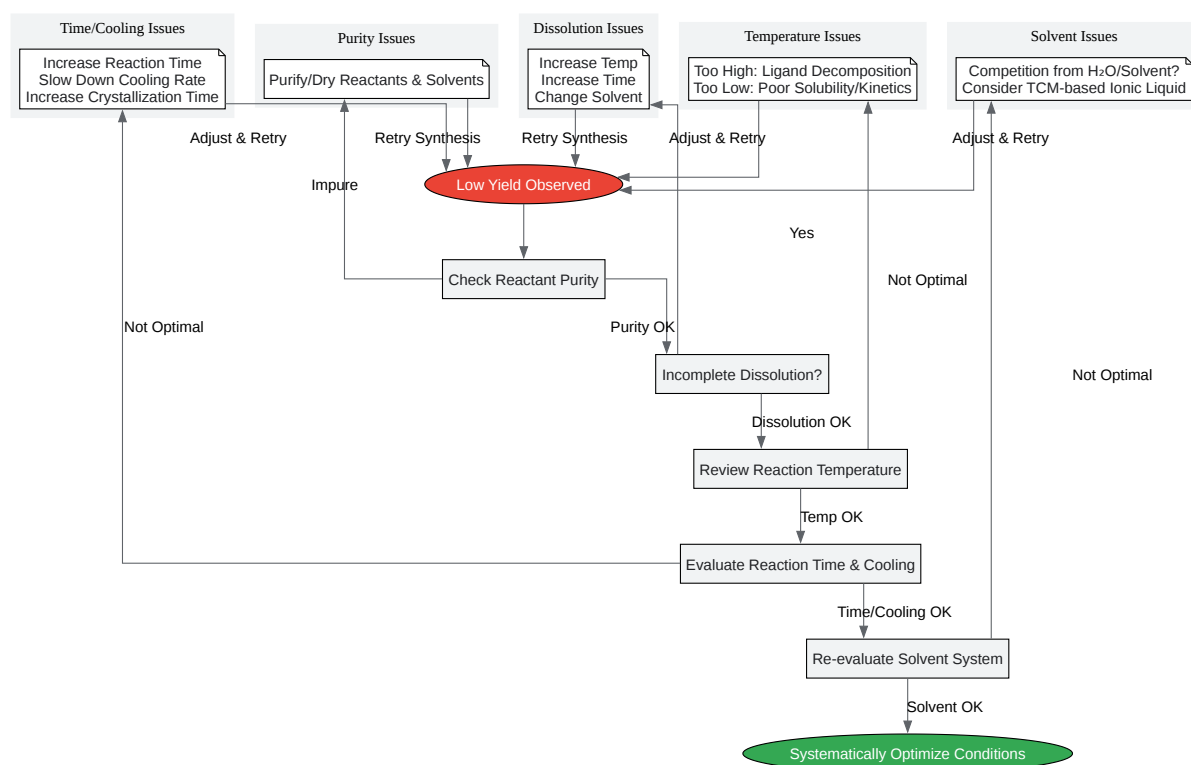 Time/Cooling Issues
Increase Reaction Time
Slow Down Cooling Rate
Increase Crystallization Time
Purity Issues
Purify/Dry Reactants & Solvents
Dissolution Issues
Increase Temp
Increase Time
Change Solvent
Temperature Issues
Too High: Ligand Decomposition
Too Low: Poor Solubility/Kinetics
Solvent Issues
Competition from H₂O/Solvent?
Consider TCM-based Ionic Liquid
Adjust & Retry
Retry Synthesis
Retry Synthesis
Adjust & Retry
Adjust & Retry
Impure
Low Yield Observed
Yes
Check Reactant Purity
Not Optimal
Not Optimal
Purity OK
Incomplete Dissolution?
Not Optimal
Dissolution OK
Review Reaction Temperature
Temp OK
Evaluate Reaction Time & Cooling
Time/Cooling OK
Re-evaluate Solvent System
Solvent OK
Systematically Optimize Conditions